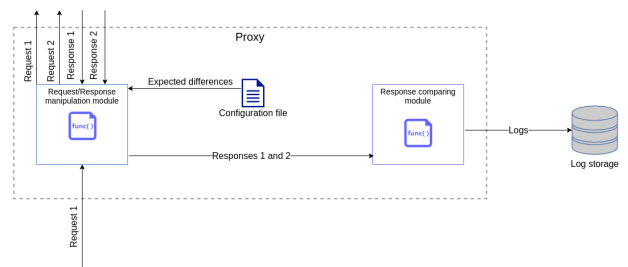 Request 1
Request 2
Response 1
Response 2
Proxy
Request/Response
manipulation module
func( )
Expected differences
Configuration file
Response comparing
module
func( )
Responses 1 and 2
Logs
Log storage
Request 1